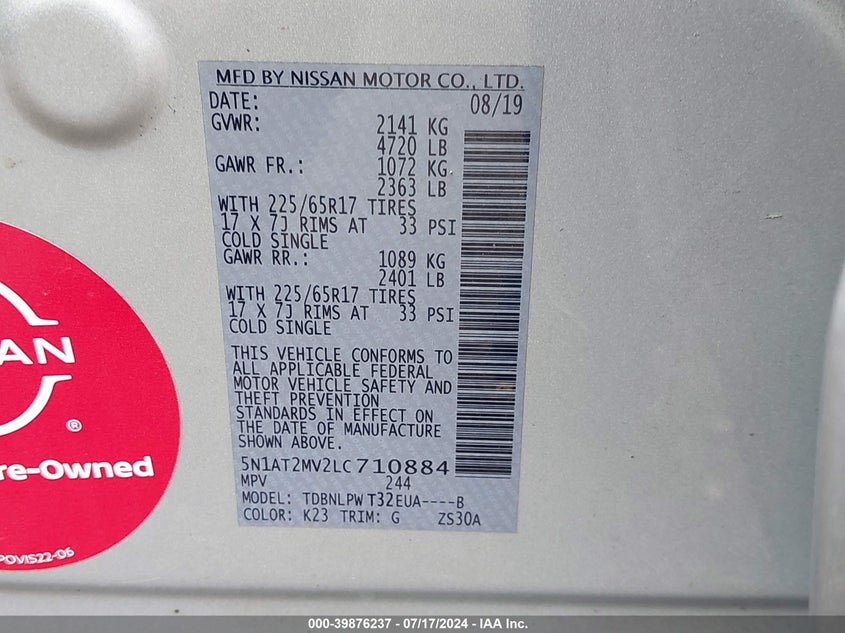 MFD BY NISSAN MOTOR CO., LTD.
DATE: 08/19
GVWR: 2141 KG
4720 LB
GAWR FR.: 1072 KG
2363 LB
WITH 225/65R17 TIRES
17 X 7J RIMS AT 33 PSI
COLD SINGLE
GAWR RR.: 1089 KG
2401 LB
WITH 225/65R17 TIRES
17 X 7J RIMS AT 33 PSI
COLD SINGLE
THIS VEHICLE CONFORMS TO
ALL APPLICABLE FEDERAL
MOTOR VEHICLE SAFETY AND
THEFT PREVENTION
STANDARDS IN EFFECT ON
THE DATE OF MANUFACTURE
SHOWN ABOVE.
5N1AT2MV2LC710884
MPV 244
MODEL: TDBNLPW T32EUA----B
COLOR: K23 TRIM: G ZS30A
SAN
®
re-Owned
POVIS22-06
000-39876237 - 07/17/2024 - IAA Inc.